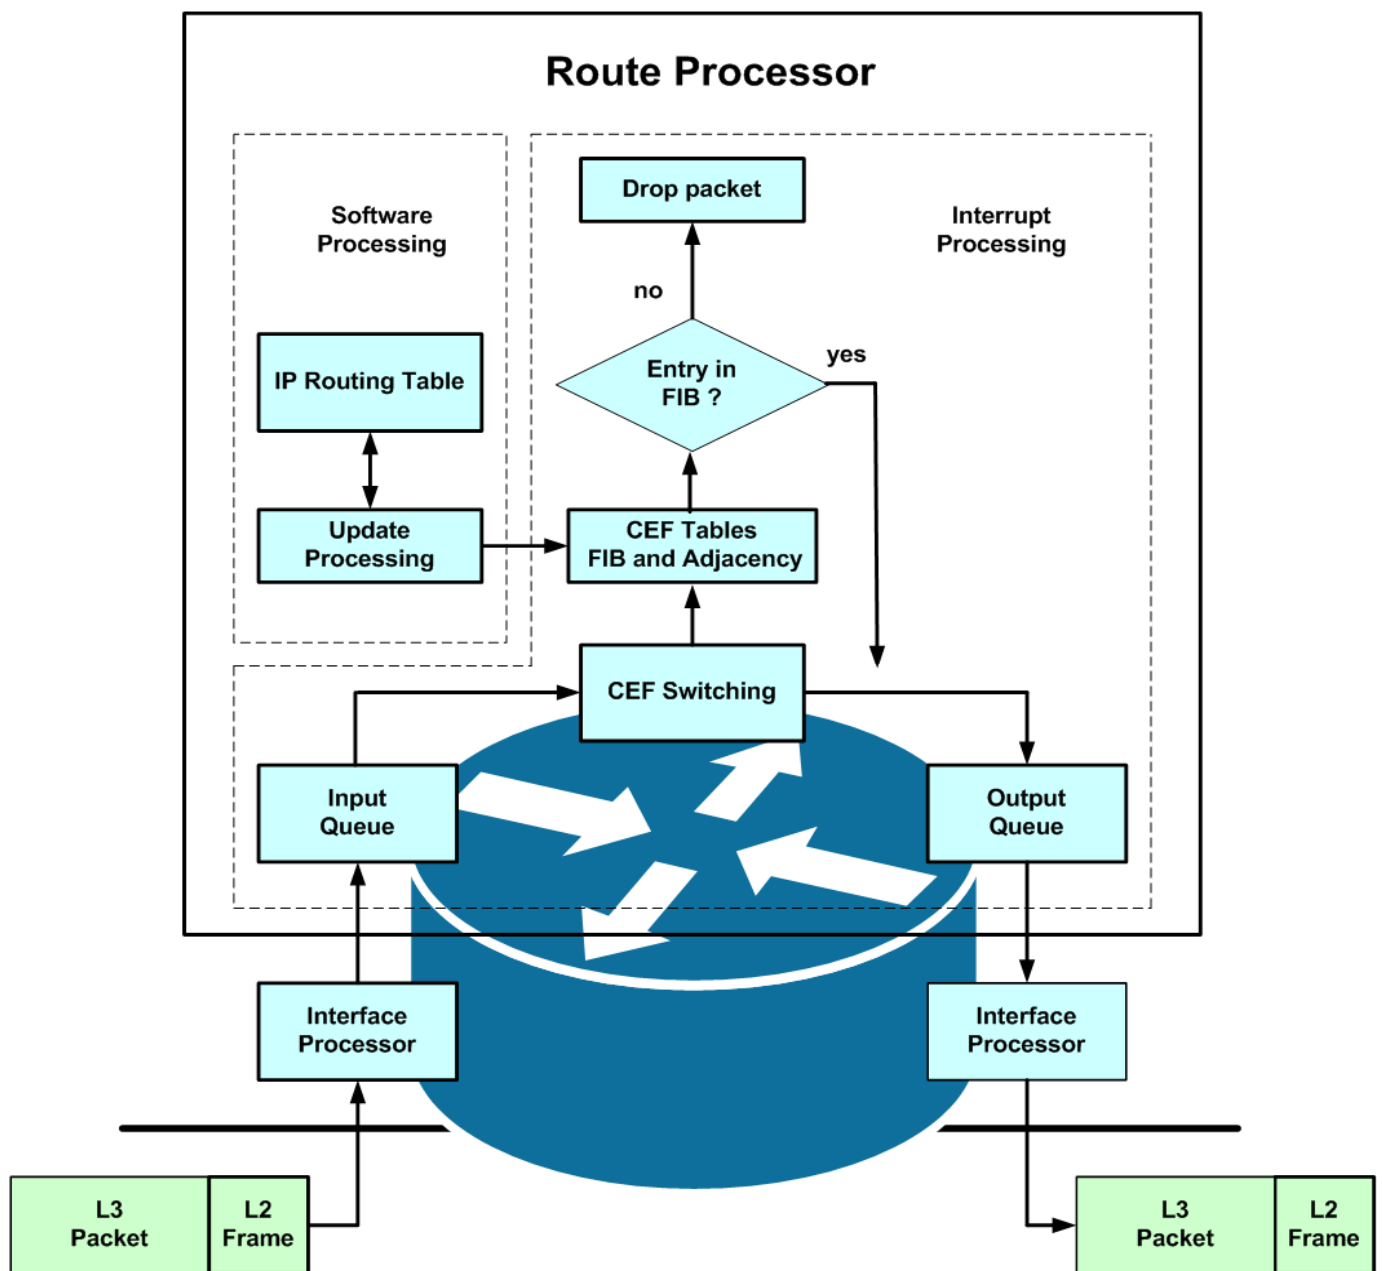 Route Processor
Software
Processing
Drop packet
Interrupt
Processing
no
yes
IP Routing Table
Entry in
FIB ?
Update
Processing
CEF Tables
FIB and Adjacency
CEF Switching
Input
Queue
Output
Queue
Interface
Processor
Interface
Processor
L3
Packet
L2
Frame
L3
Packet
L2
Frame